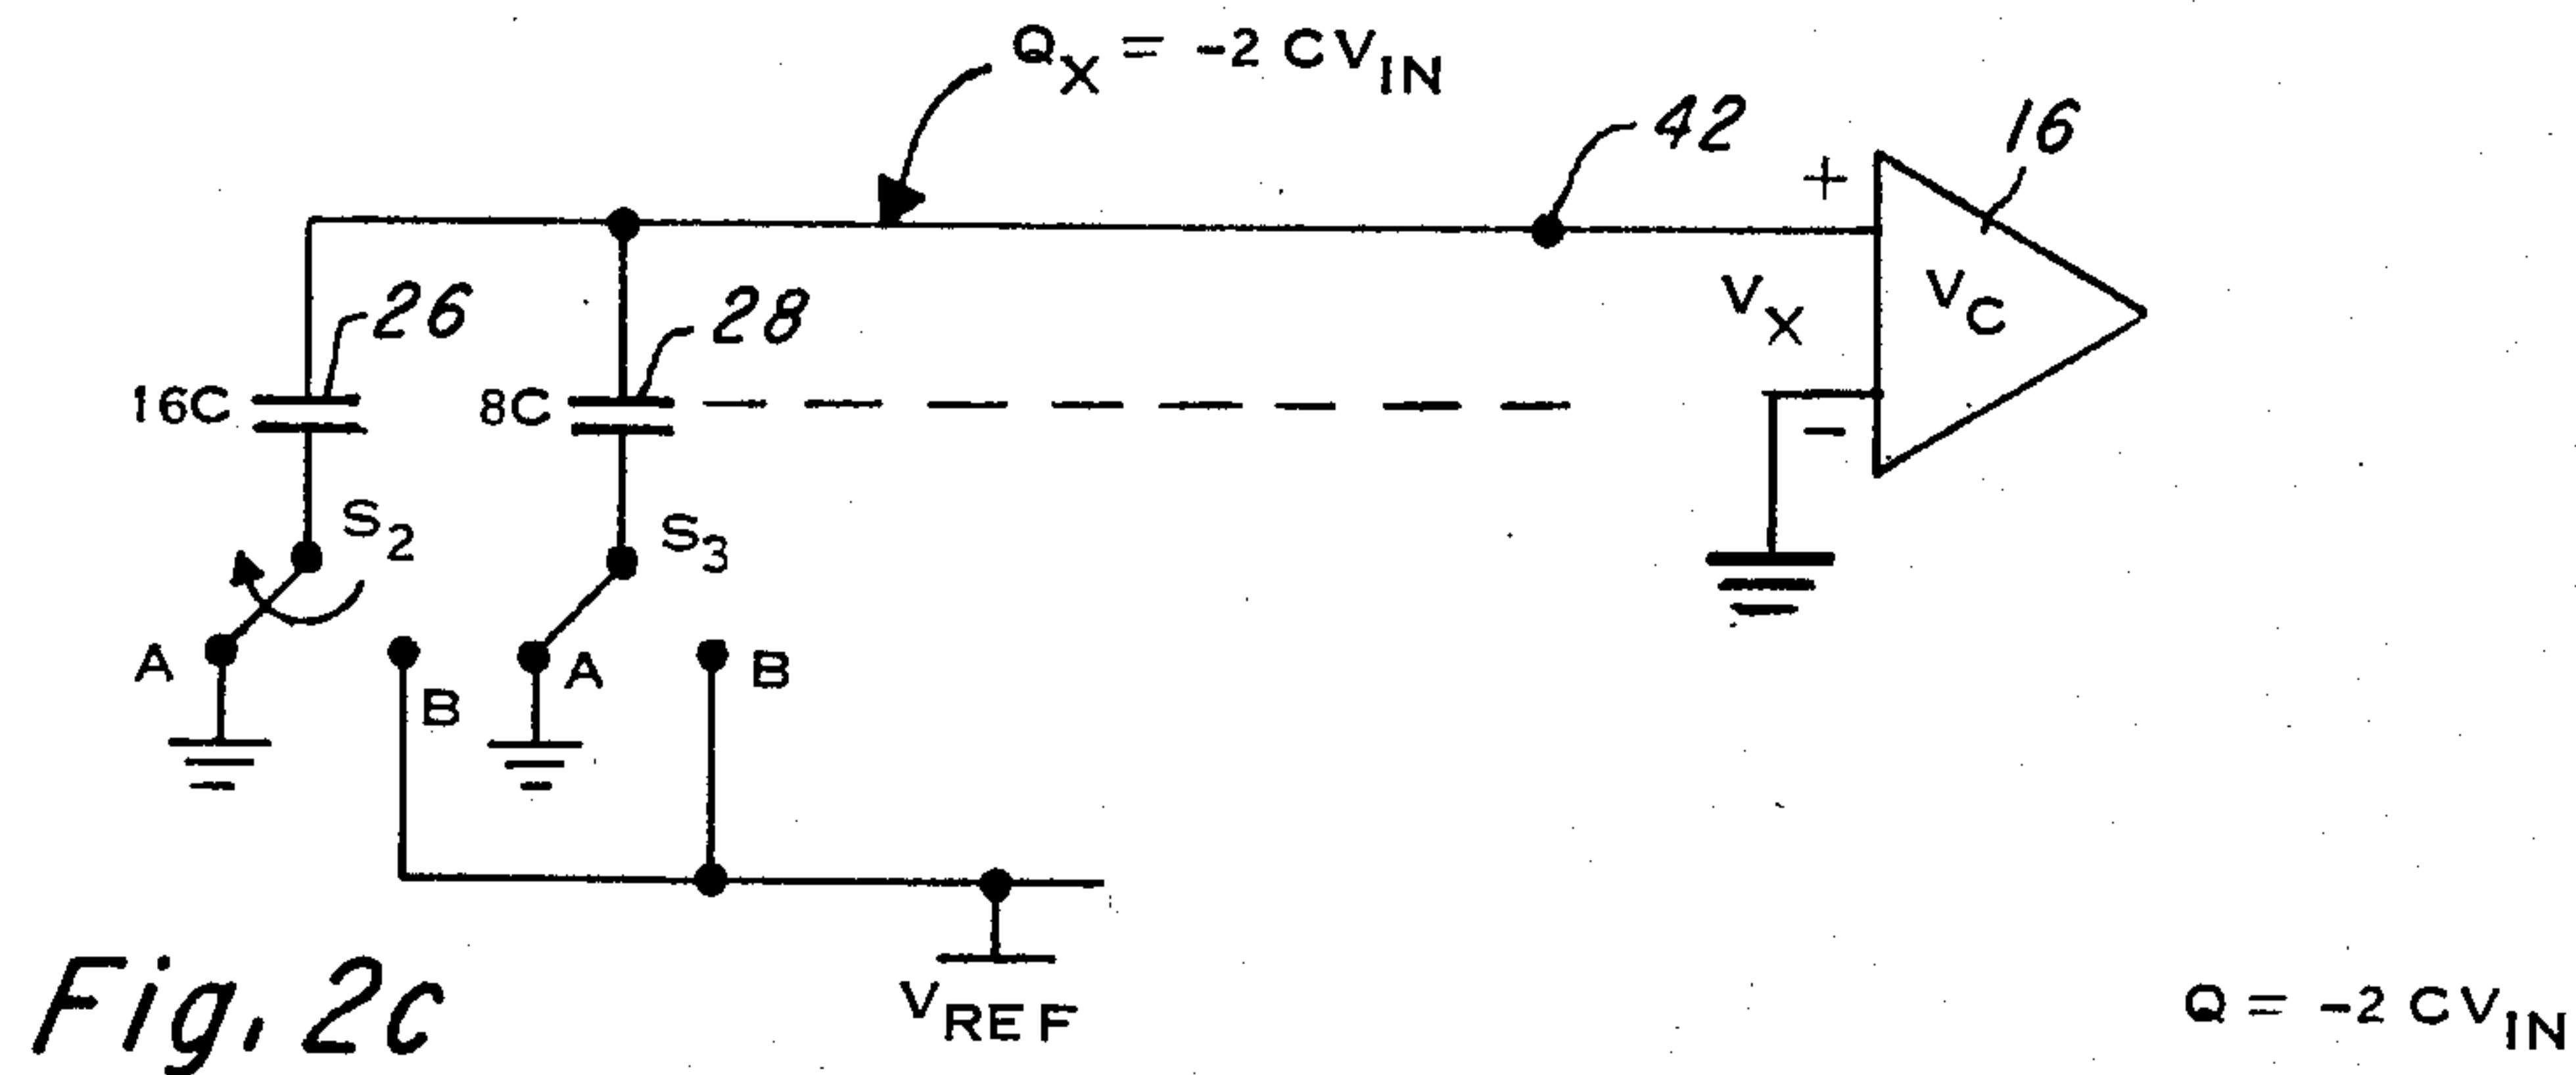 Q_X = -2 CV_IN
42
16
+
26
28
V_X
V_C
16C
8C
-
S_2
S_3
A
B
A
B
V_REF
Fig. 2c
Q = -2 CV_IN